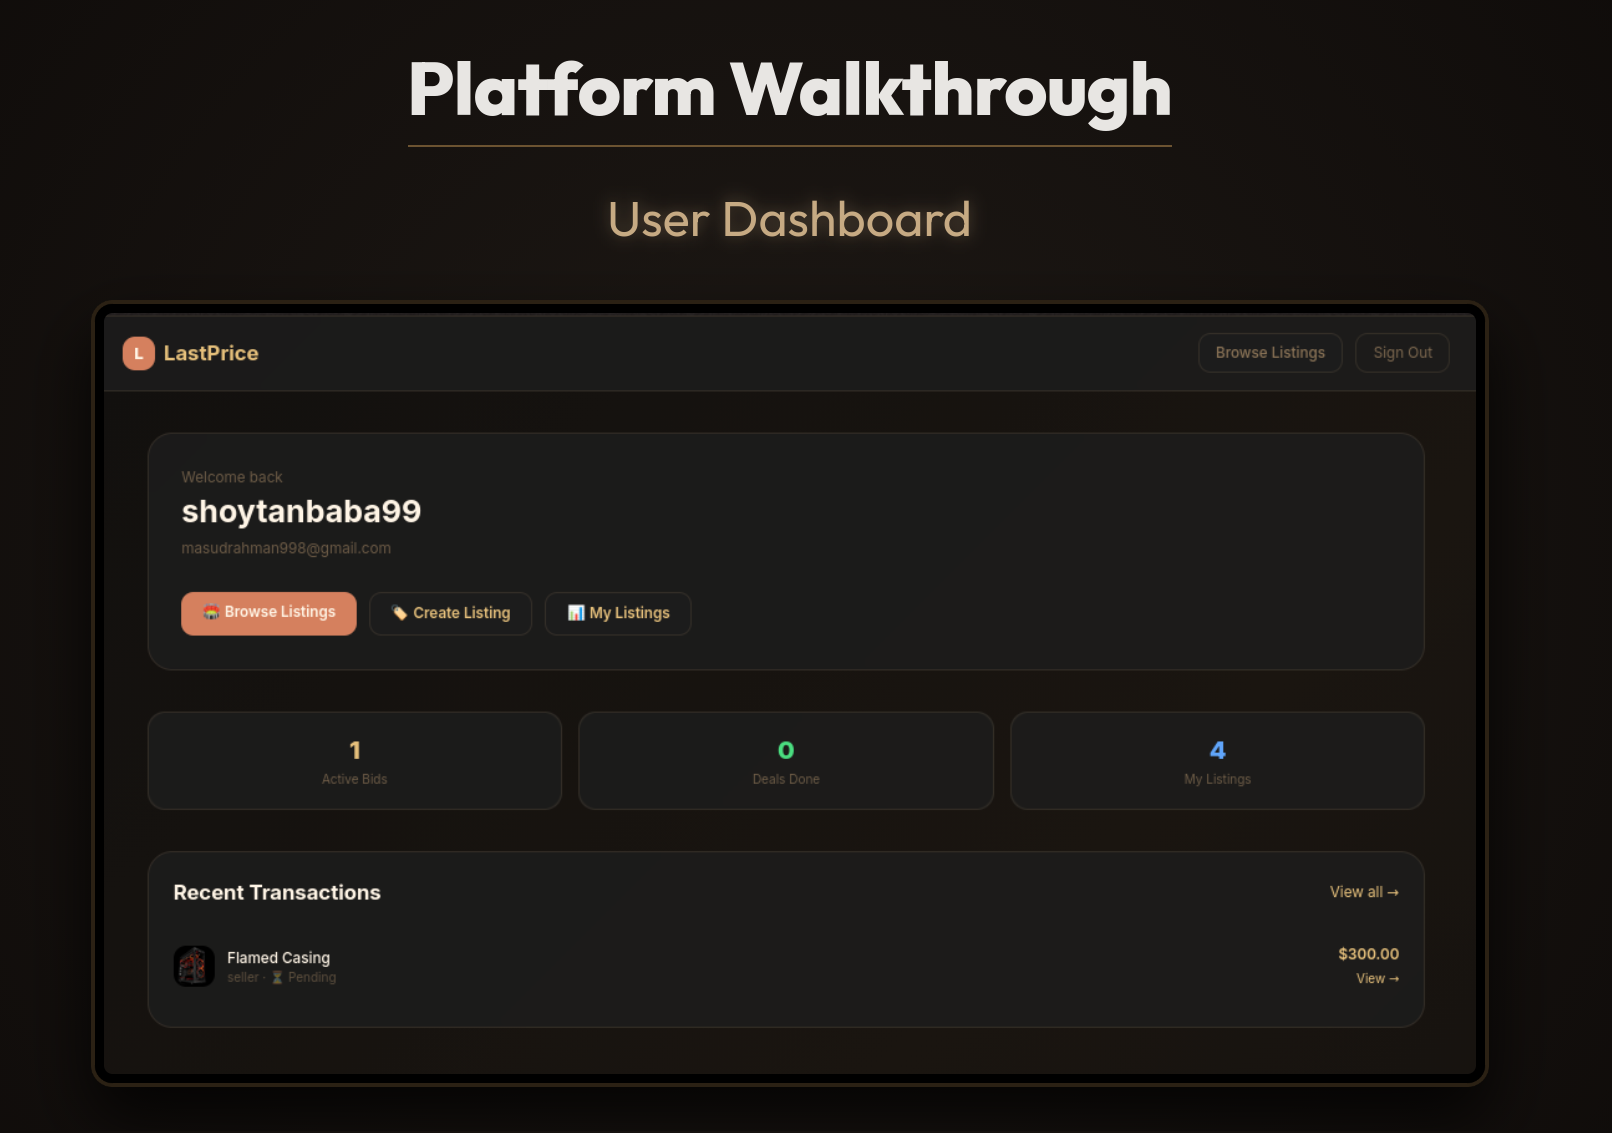 Platform Walkthrough
User Dashboard
L LastPrice
Browse Listings
Sign Out
Welcome back
shoytanbaba99
masudrahman998@gmail.com
Browse Listings
Create Listing
My Listings
1
Active Bids
0
Deals Done
4
My Listings
Recent Transactions
View all →
Flamed Casing
$300.00
seller · ⏳ Pending
View →